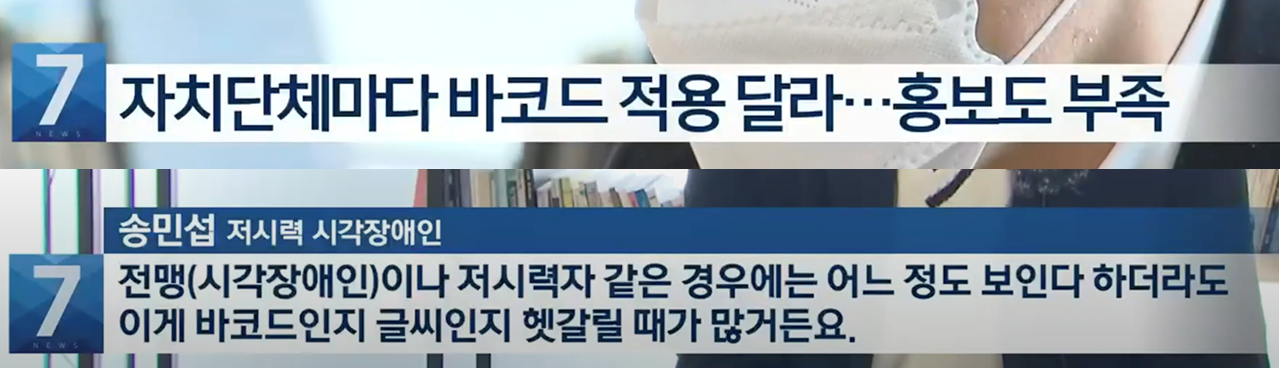 7
NEWS
자치단체마다 바코드 적용 달라…홍보도 부족
송민섭 저시력 시각장애인
7
NEWS
전맹(시각장애인)이나 저시력자 같은 경우에는 어느 정도 보인다 하더라도
이게 바코드인지 글씨인지 헷갈릴 때가 많거든요.